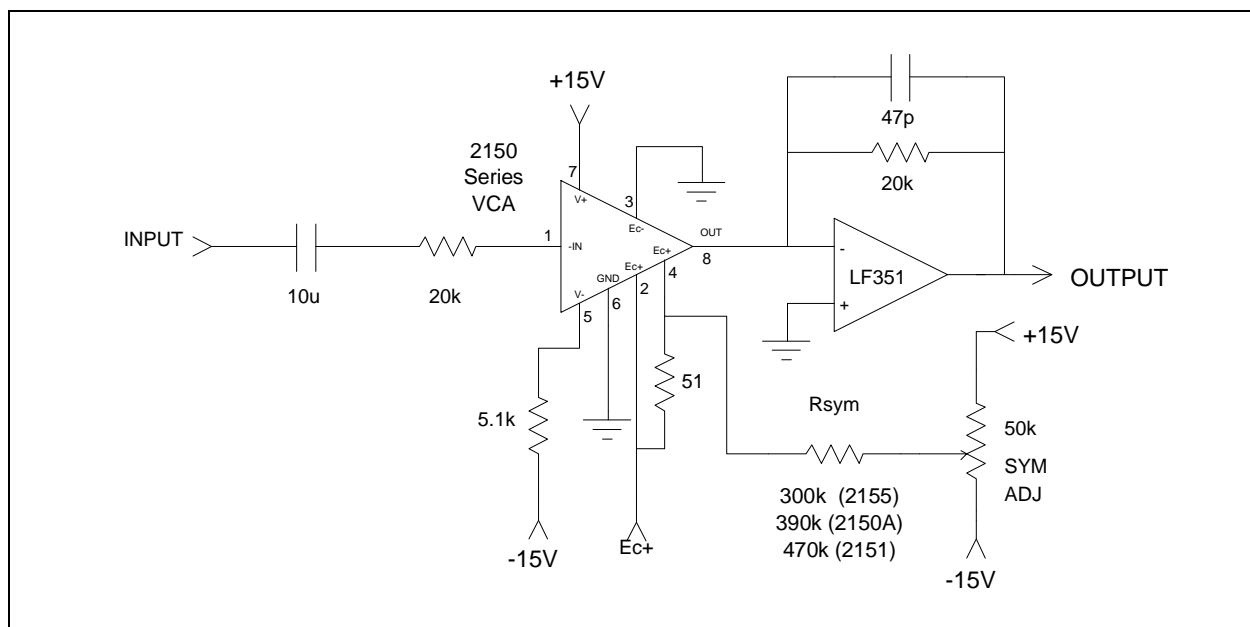 +15V
47p
20k
2150
Series
VCA
7
V+
3
Ec-
INPUT
1
-IN
OUT
8
Ec+
4
Ec+
2
GND
6
V-
5
10u
20k
-
LF351
+
OUTPUT
+15V
51
5.1k
Rsym
50k
SYM
ADJ
300k (2155)
390k (2150A)
470k (2151)
-15V
Ec+
-15V